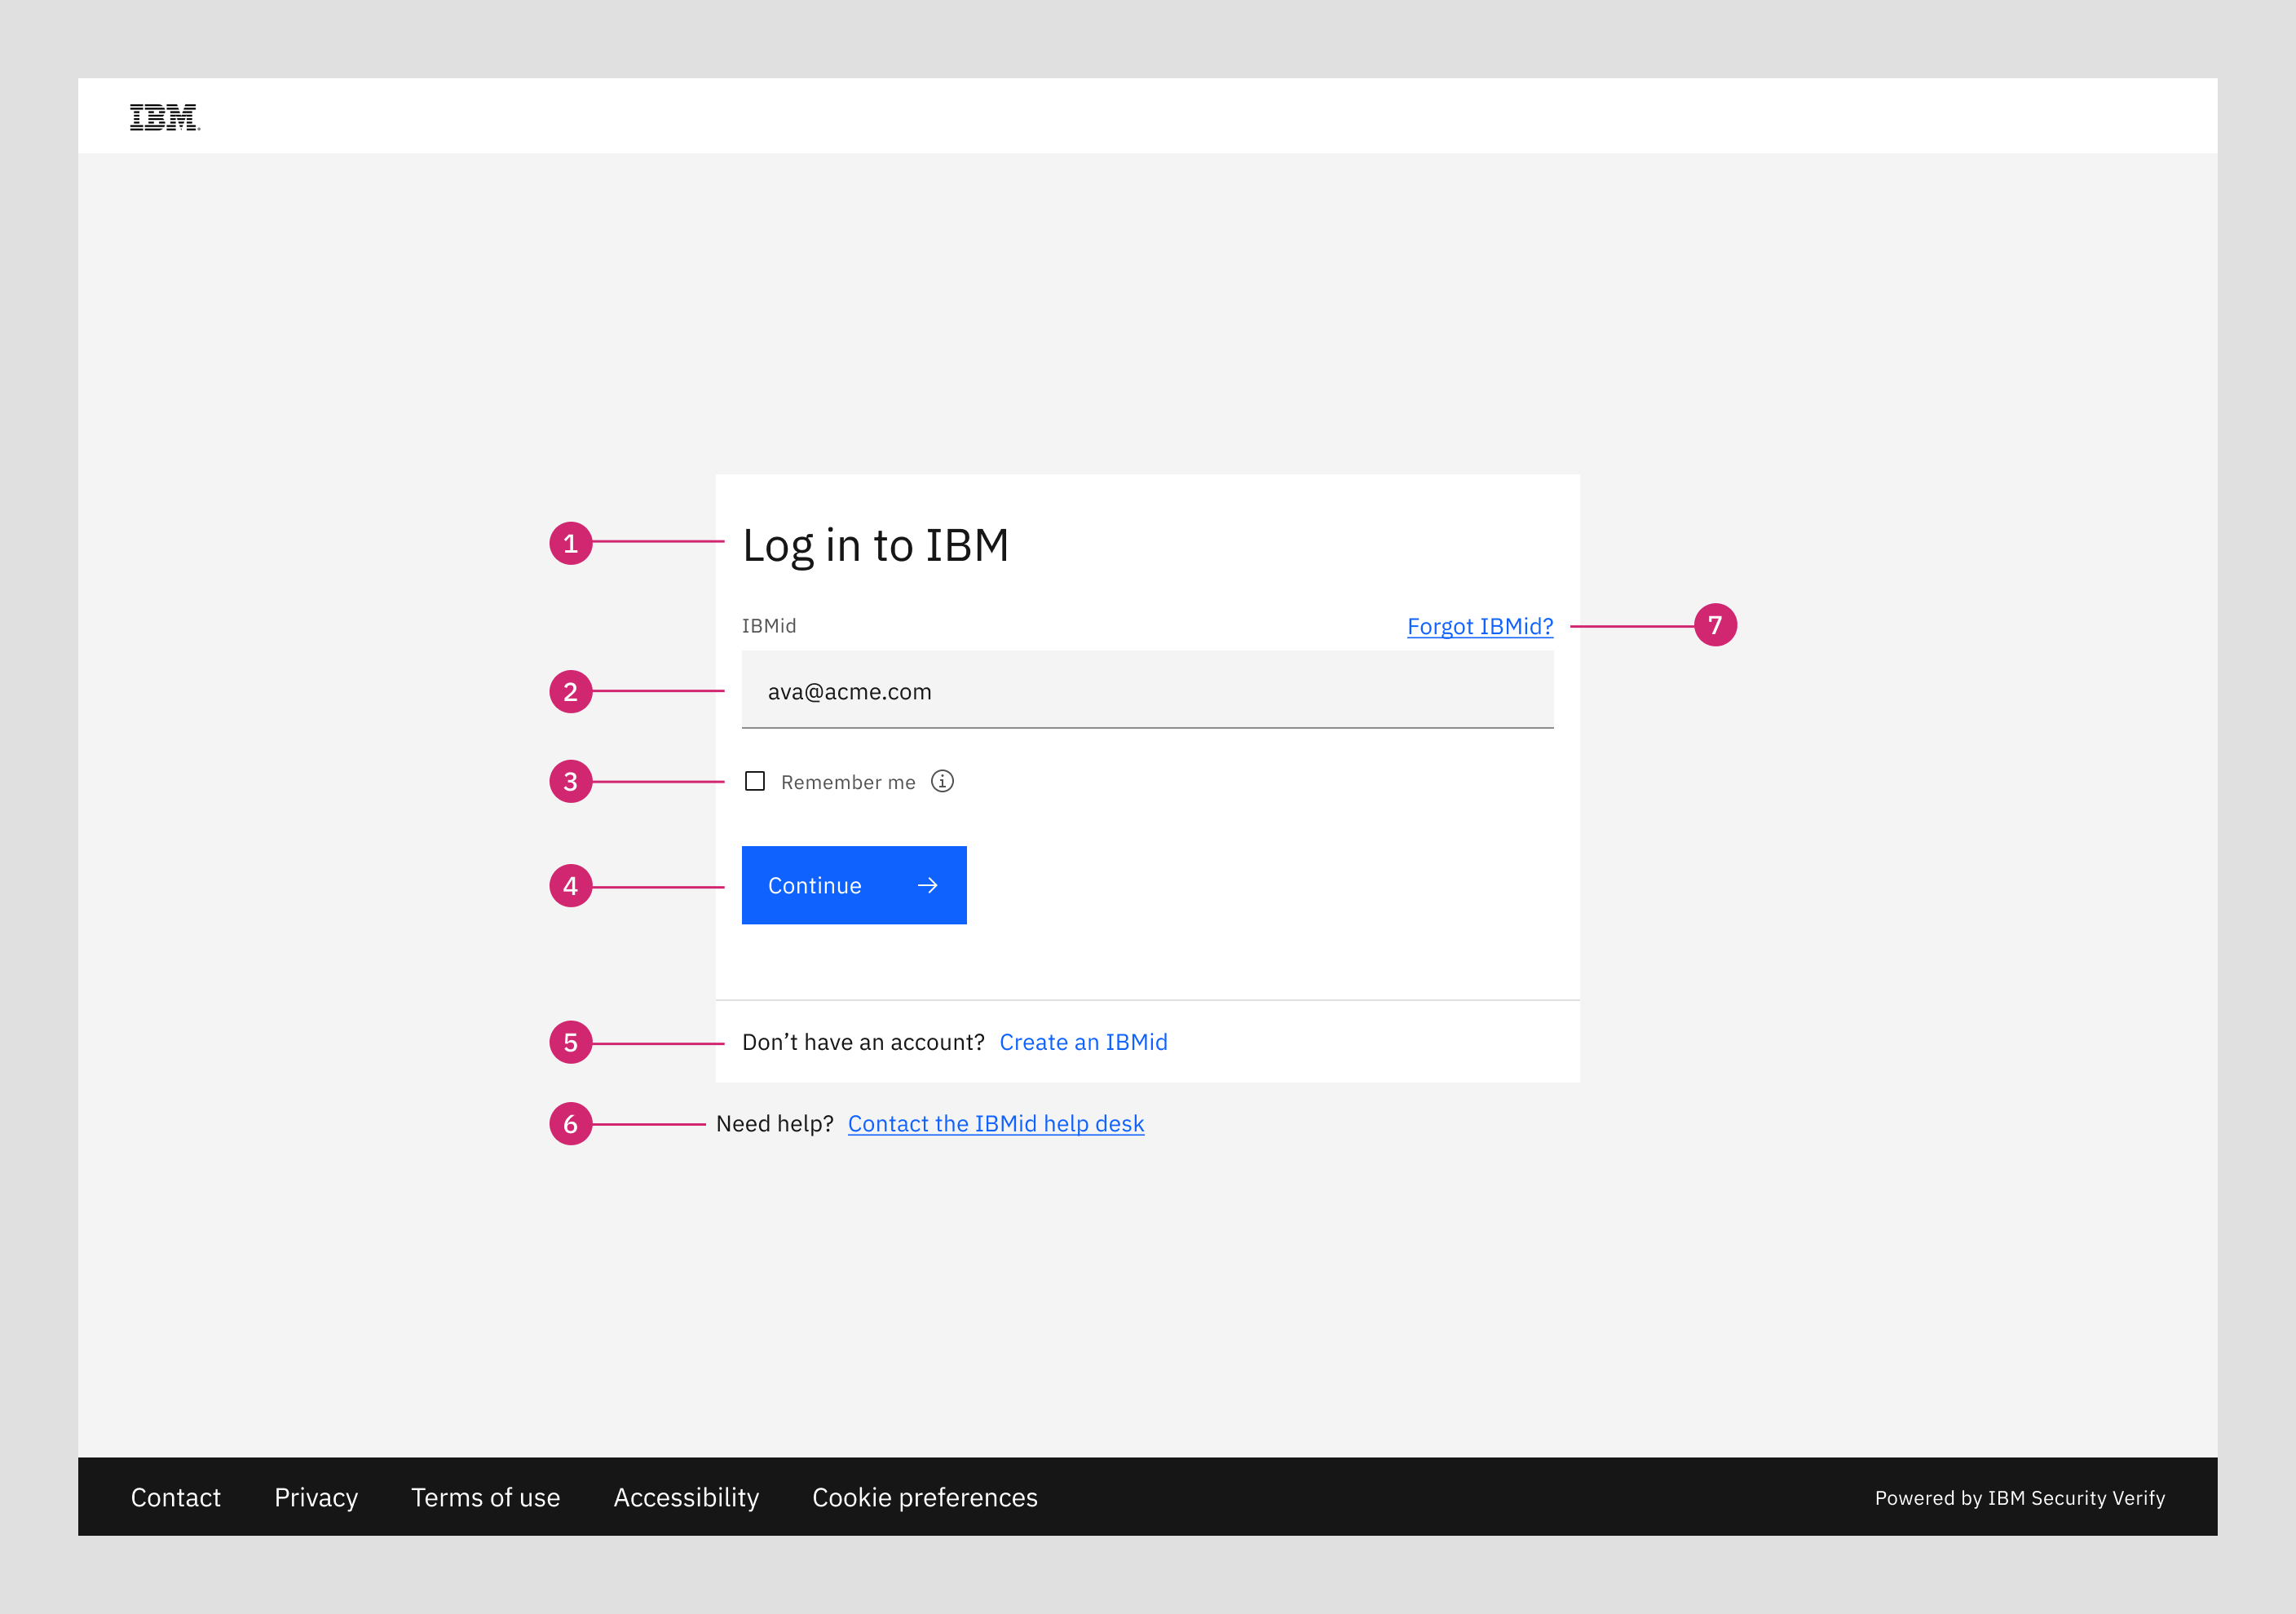 IBM®
1 Log in to IBM
IBMid Forgot IBMid? 7
2 ava@acme.com
3 Remember me
4 Continue →
5 Don’t have an account? Create an IBMid
6 Need help? Contact the IBMid help desk
Contact Privacy Terms of use Accessibility Cookie preferences Powered by IBM Security Verify